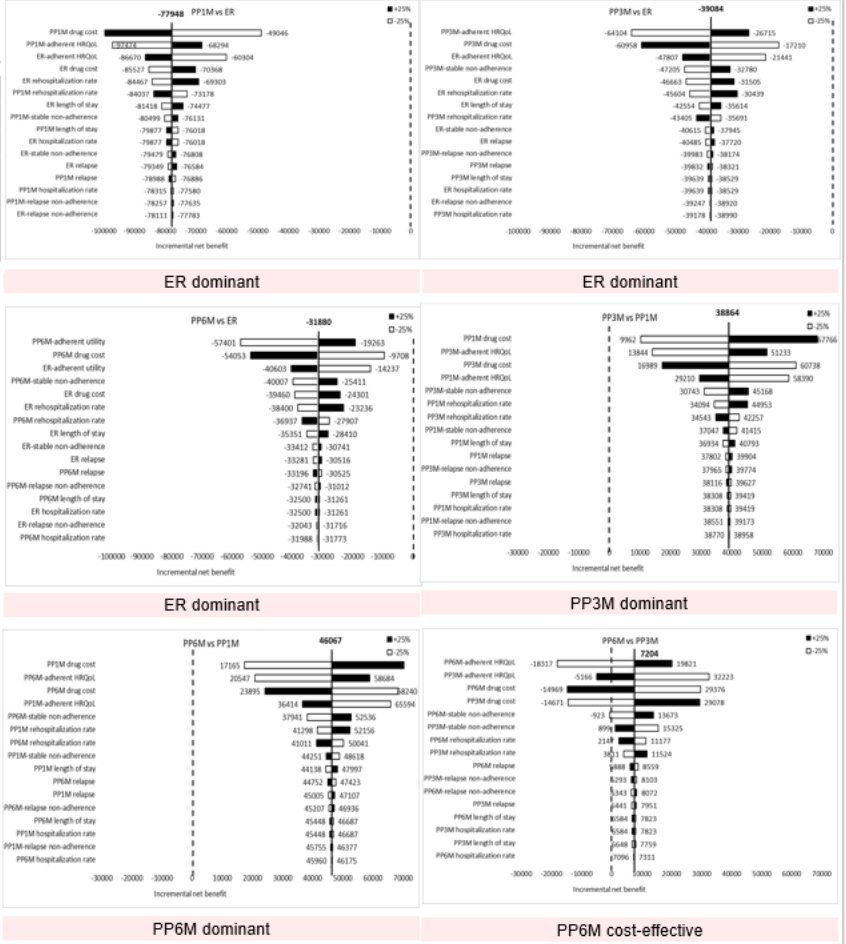 -77948 PP1M vs ER
+25%
-25%
PP1M drug cost -49046
PP1M-adherent HRQoL -97474 -68294
ER-adherent HRQoL -86670 -60304
ER drug cost -85527 -70368
ER rehospitalization rate -84467 -69303
PP1M rehospitalization rate -84037 -73178
ER length of stay -81418 -74477
PP1M-stable non-adherence -80499 -76131
PP1M length of stay -79877 -76018
ER hospitalization rate -79877 -76018
ER-stable non-adherence -79479 -76808
ER relapse -79349 -76584
PP1M relapse -78988 -76886
PP1M hospitalization rate -78315 -77580
PP1M-relapse non-adherence -78257 -77635
ER-relapse non-adherence -78111 -77783
-100000 -90000 -80000 -70000 -60000 -50000 -40000 -30000 -20000 -10000 0
Incremental net benefit
ER dominant
PP3M vs ER -39084
+25%
-25%
PP3M-adherent HRQoL -64104 -26715
PP3M drug cost -60958 -17210
ER-adherent HRQoL -47807 -21441
PP3M-stable non-adherence -47205 -32780
ER drug cost -46663 -31505
ER rehospitalization rate -45604 -30439
ER length of stay -42554 -35614
PP3M rehospitalization rate -43405 -35691
ER-stable non-adherence -40615 -37945
ER relapse -40485 -37720
PP3M-relapse non-adherence -39983 -38174
PP3M relapse -39832 -38321
PP3M length of stay -39639 -38529
ER hospitalization rate -39639 -38529
ER-relapse non-adherence -39247 -38920
PP3M hospitalization rate -39178 -38990
-100000 -90000 -80000 -70000 -60000 -50000 -40000 -30000 -20000 -10000 0
Incremental net benefit
ER dominant
PP6M vs ER -31880
+25%
-25%
PP6M-adherent utility -57401 -19263
PP6M drug cost -54053 -9708
ER-adherent utility -40603 -14237
PP6M-stable non-adherence -40007 -25411
ER drug cost -39460 -24301
ER rehospitalization rate -38400 -23236
PP6M rehospitalization rate -36937 -27907
ER length of stay -35351 -28410
ER-stable non-adherence -33412 -30741
ER relapse -33281 -30516
PP6M relapse -33196 -30525
PP6M-relapse non-adherence -32741 -31012
PP6M length of stay -32500 -31261
ER hospitalization rate -32500 -31261
ER-relapse non-adherence -32043 -31716
PP6M hospitalization rate -31988 -31773
-100000 -90000 -80000 -70000 -60000 -50000 -40000 -30000 -20000 -10000 0
Incremental net benefit
ER dominant
PP3M vs PP1M 38864
+25%
-25%
PP1M drug cost 9962
PP3M-adherent HRQoL 13844 51233
PP3M drug cost 16989 60738
PP1M-adherent HRQoL 29210 58390
PP3M-stable non-adherence 30743 45168
PP1M rehospitalization rate 34094 44953
PP3M rehospitalization rate 34543 42257
PP1M-stable non-adherence 37047 41415
PP1M length of stay 36934 40793
PP1M relapse 37802 39904
PP3M-relapse non-adherence 37965 39774
PP3M relapse 38116 39627
PP3M length of stay 38308 39419
PP1M hospitalization rate 38308 39419
PP1M-relapse non-adherence 38551 39173
PP3M hospitalization rate 38770 38958
-30000 -20000 -10000 0 10000 20000 30000 40000 50000 60000 70000
Incremental net benefit
PP3M dominant
PP6M vs PP1M 46067
+25%
-25%
PP1M drug cost 17165
PP6M-adherent HRQoL 20547 58684
PP6M drug cost 23895 68240
PP1M-adherent HRQoL 36414 65594
PP6M-stable non-adherence 37941 52536
PP1M rehospitalization rate 41298 52156
PP6M rehospitalization rate 41011 50041
PP1M-stable non-adherence 44251 48618
PP1M length of stay 44138 47997
PP6M relapse 44752 47423
PP1M relapse 45005 47107
PP6M-relapse non-adherence 45207 46936
PP6M length of stay 45448 46687
PP1M hospitalization rate 45448 46687
PP1M-relapse non-adherence 45755 46377
PP6M hospitalization rate 45960 46175
-30000 -20000 -10000 0 10000 20000 30000 40000 50000 60000 70000
Incremental net benefit
PP6M dominant
PP6M vs PP3M
7204
+25%
-25%
PP6M-adherent HRQoL -18317 19821
PP3M-adherent HRQoL -5166 32223
PP6M drug cost -14969 29376
PP3M drug cost -14671 29078
PP6M-stable non-adherence -923 13673
PP3M-stable non-adherence 899 15325
PP6M rehospitalization rate 11177
PP3M rehospitalization rate 11524
PP6M relapse 8559
PP3M-relapse non-adherence 8103
PP6M-relapse non-adherence 8072
PP3M relapse 7951
PP6M length of stay 7823
PP3M hospitalization rate 7823
PP3M length of stay 7759
PP6M hospitalization rate 7096 7311
-30000 -20000 -10000 0 10000 20000 30000 40000 50000 60000 70000
Incremental net benefit
PP6M cost-effective